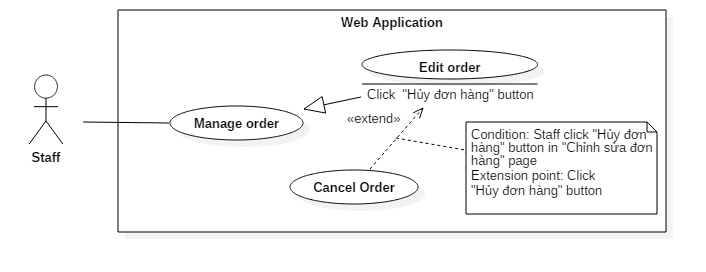 Web Application
Edit order
Click "Hủy đơn hàng" button
Manage order
«extend»
Staff
Condition: Staff click "Hủy đơn
hàng" button in "Chỉnh sửa đơn
hàng" page
Extension point: Click
"Hủy đơn hàng" button
Cancel Order